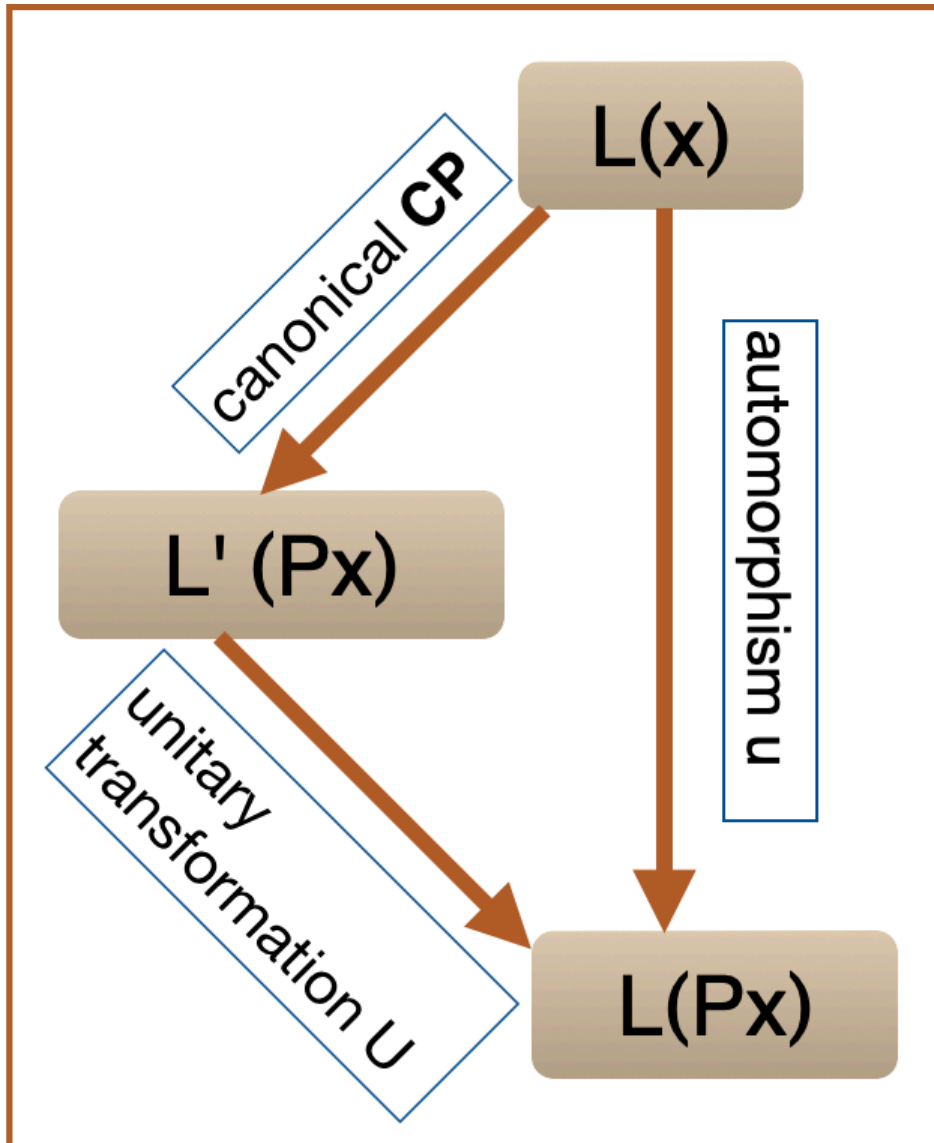 L(x)
canonical CP
automorphism u
L' (Px)
unitary
transformation U
L(Px)